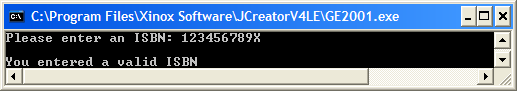 C:\Program Files\Xinox Software\JCreatorV4LE\GE2001.exe
Please enter an ISBN: 123456789X
You entered a valid ISBN